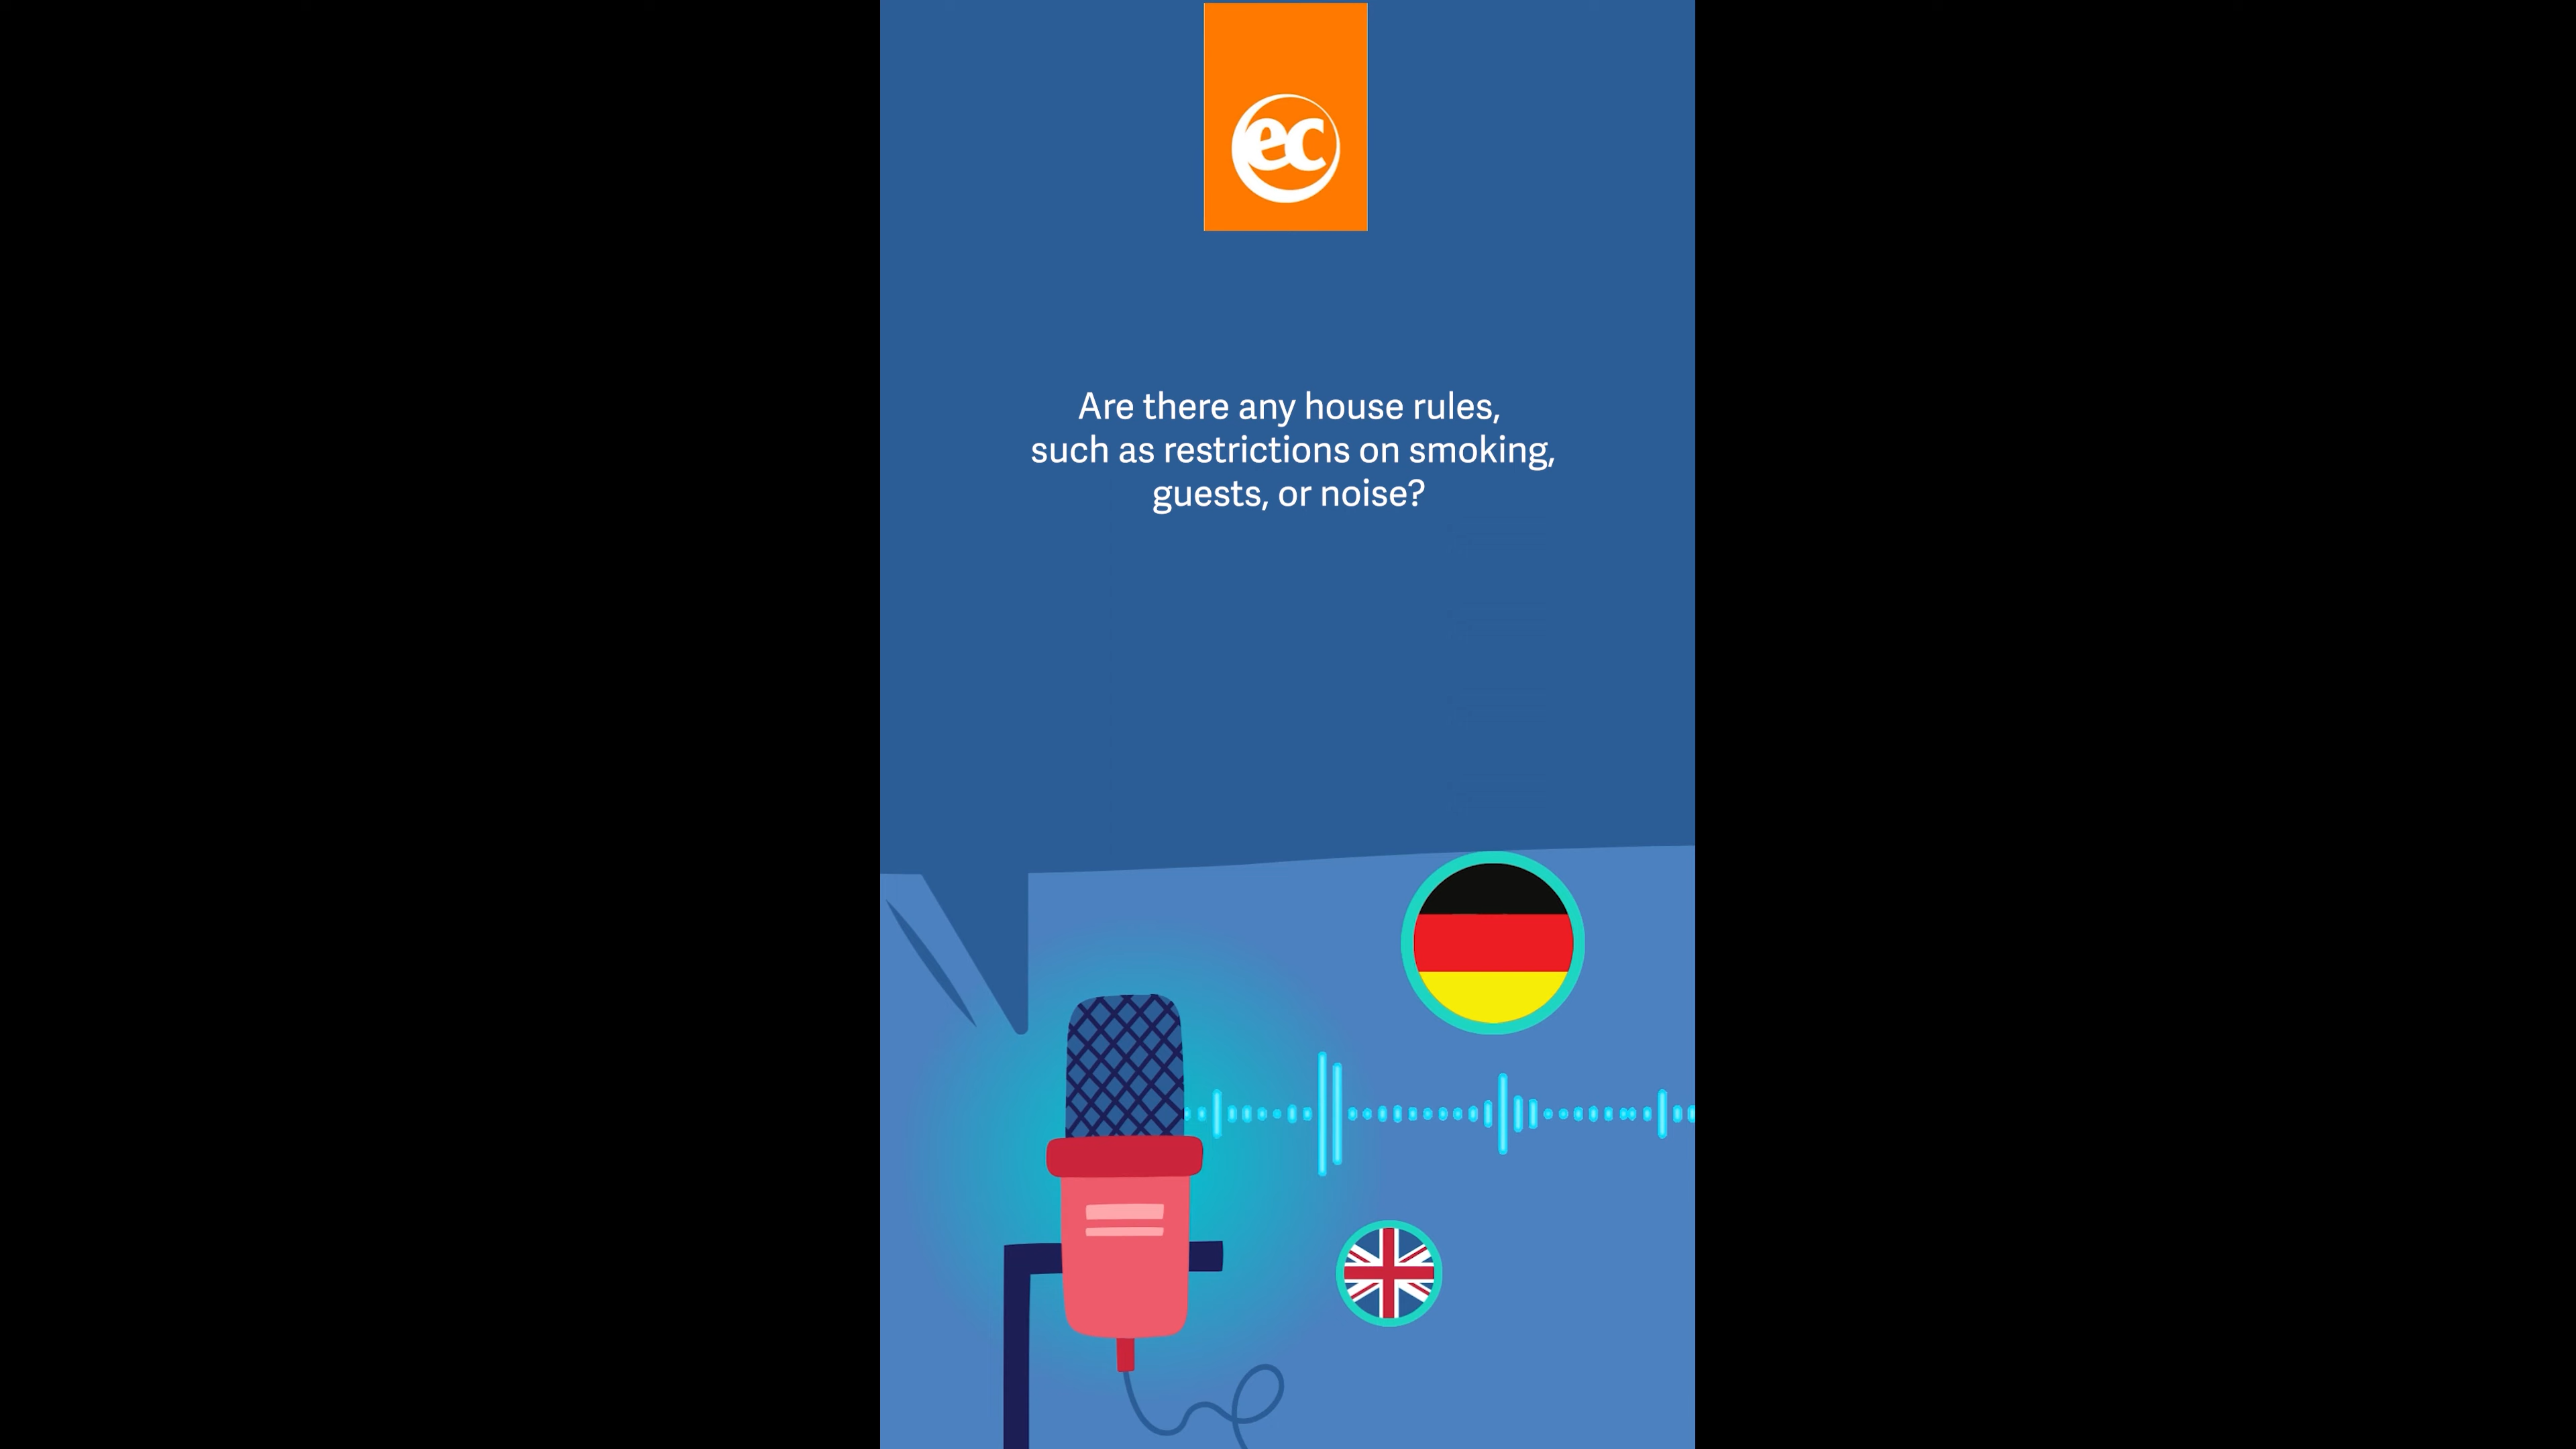 ec
Are there any house rules,
such as restrictions on smoking,
guests, or noise?